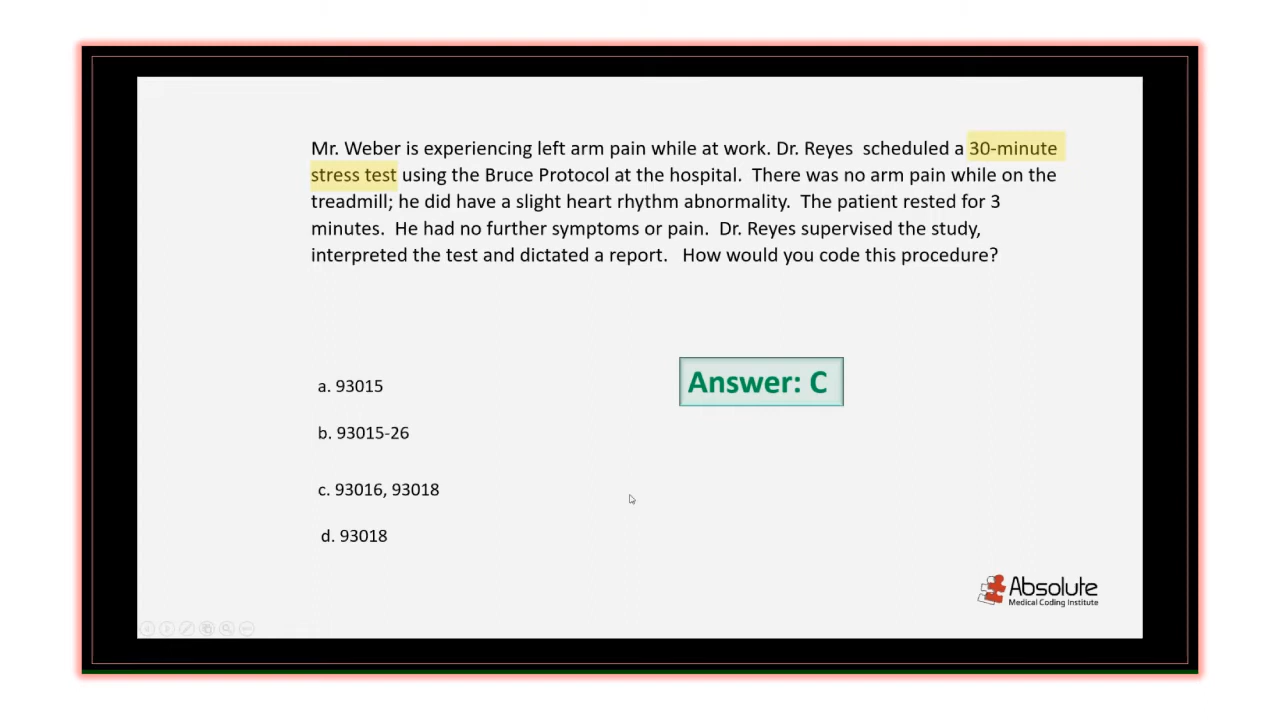 Mr. Weber is experiencing left arm pain while at work. Dr. Reyes  scheduled a 30-minute
stress test using the Bruce Protocol at the hospital.  There was no arm pain while on the
treadmill; he did have a slight heart rhythm abnormality.  The patient rested for 3
minutes.  He had no further symptoms or pain.  Dr. Reyes supervised the study,
interpreted the test and dictated a report.   How would you code this procedure?
Answer: C
a. 93015
b. 93015-26
c. 93016, 93018
d. 93018
Absolute
Medical Coding Institute